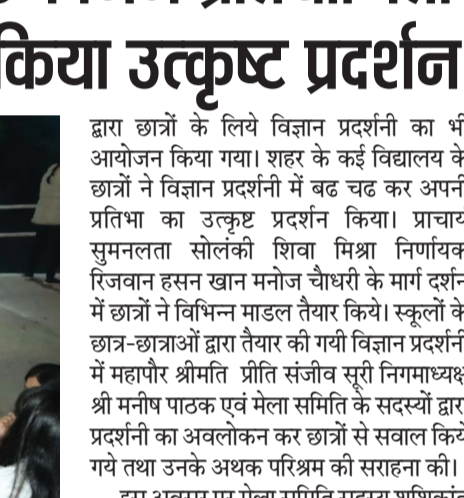 किया उत्कृष्ट प्रदर्शन
द्वारा छात्रों के लिये विज्ञान प्रदर्शनी का भी
आयोजन किया गया। शहर के कई विद्यालय के
छात्रों ने विज्ञान प्रदर्शनी में बढ चढ कर अपनी
प्रतिभा का उत्कृष्ट प्रदर्शन किया। प्राचार्य
सुमनलता सोलंकी शिवा मिश्रा निर्णायक
रिजवान हसन खान मनोज चौधरी के मार्ग दर्शन
में छात्रों ने विभिन्न माडल तैयार किये। स्कूलों के
छात्र-छात्राओं द्वारा तैयार की गयी विज्ञान प्रदर्शनी
में महापौर श्रीमति प्रीति संजीव सूरी निगमाध्यक्ष
श्री मनीष पाठक एवं मेला समिति के सदस्यों द्वारा
प्रदर्शनी का अवलोकन कर छात्रों से सवाल किये
गये तथा उनके अथक परिश्रम की सराहना की।